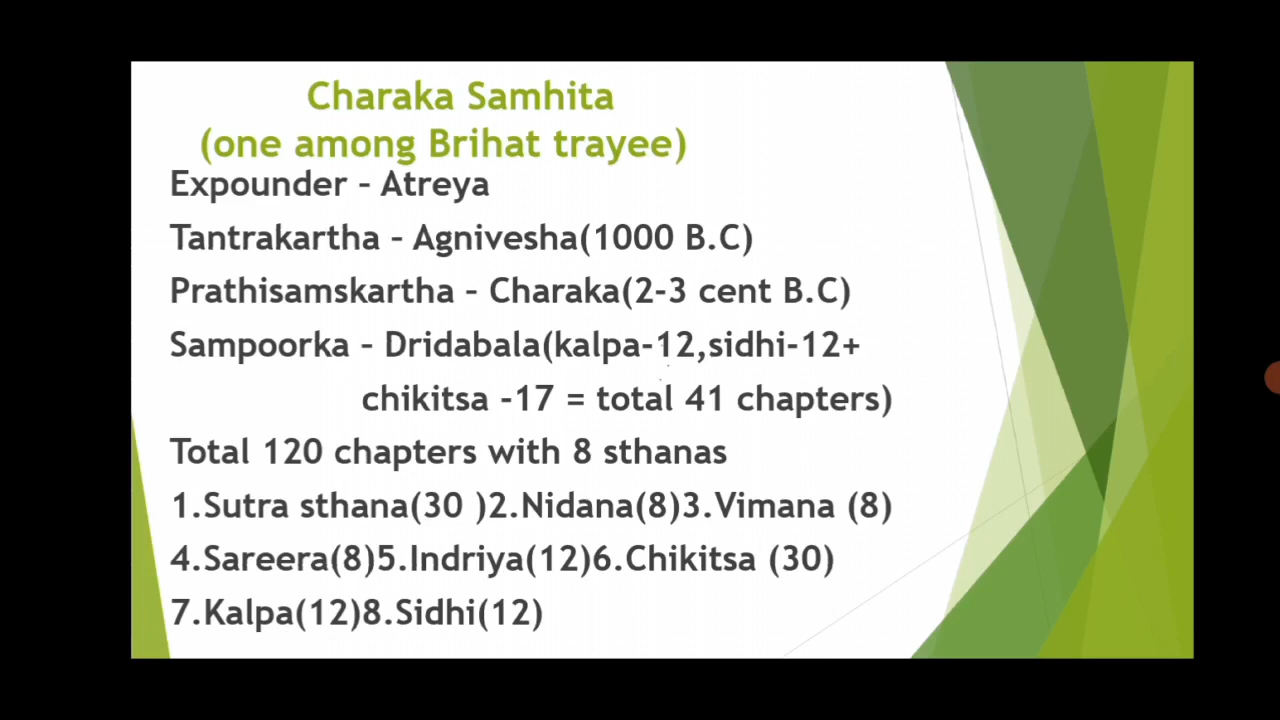 Charaka Samhita
(one among Brihat trayee)
Expounder – Atreya
Tantrakartha – Agnivesha(1000 B.C)
Prathisamskartha – Charaka(2-3 cent B.C)
Sampoorka – Dridabala(kalpa-12,sidhi-12+
chikitsa -17 = total 41 chapters)
Total 120 chapters with 8 sthanas
1.Sutra sthana(30 )2.Nidana(8)3.Vimana (8)
4.Sareera(8)5.Indriya(12)6.Chikitsa (30)
7.Kalpa(12)8.Sidhi(12)